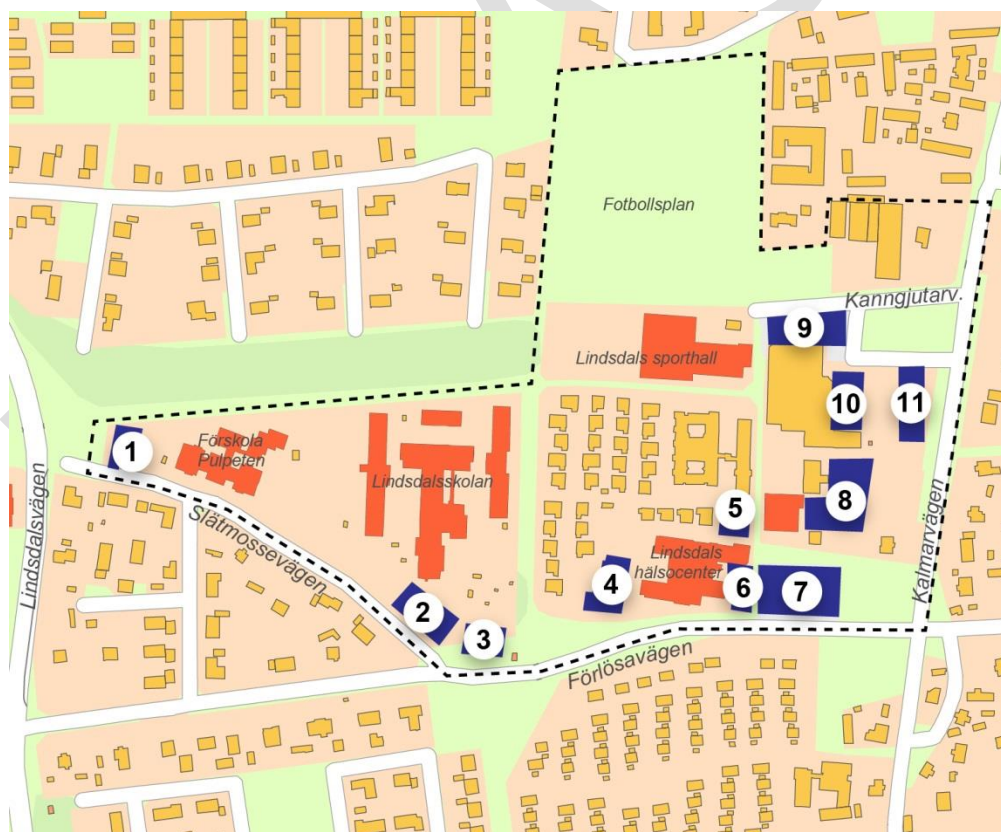 Fotbollsplan
Kanngjutarv.
9
Lindsdals sporthall
10
11
1
Förskola
Pulpeten
Lindsdalsskolan
5
8
Slätmossevägen
Lindsdalsvägen
Lindsdals
hälsocenter
4
6
7
Kalmarvägen
2
3
Förlösavägen